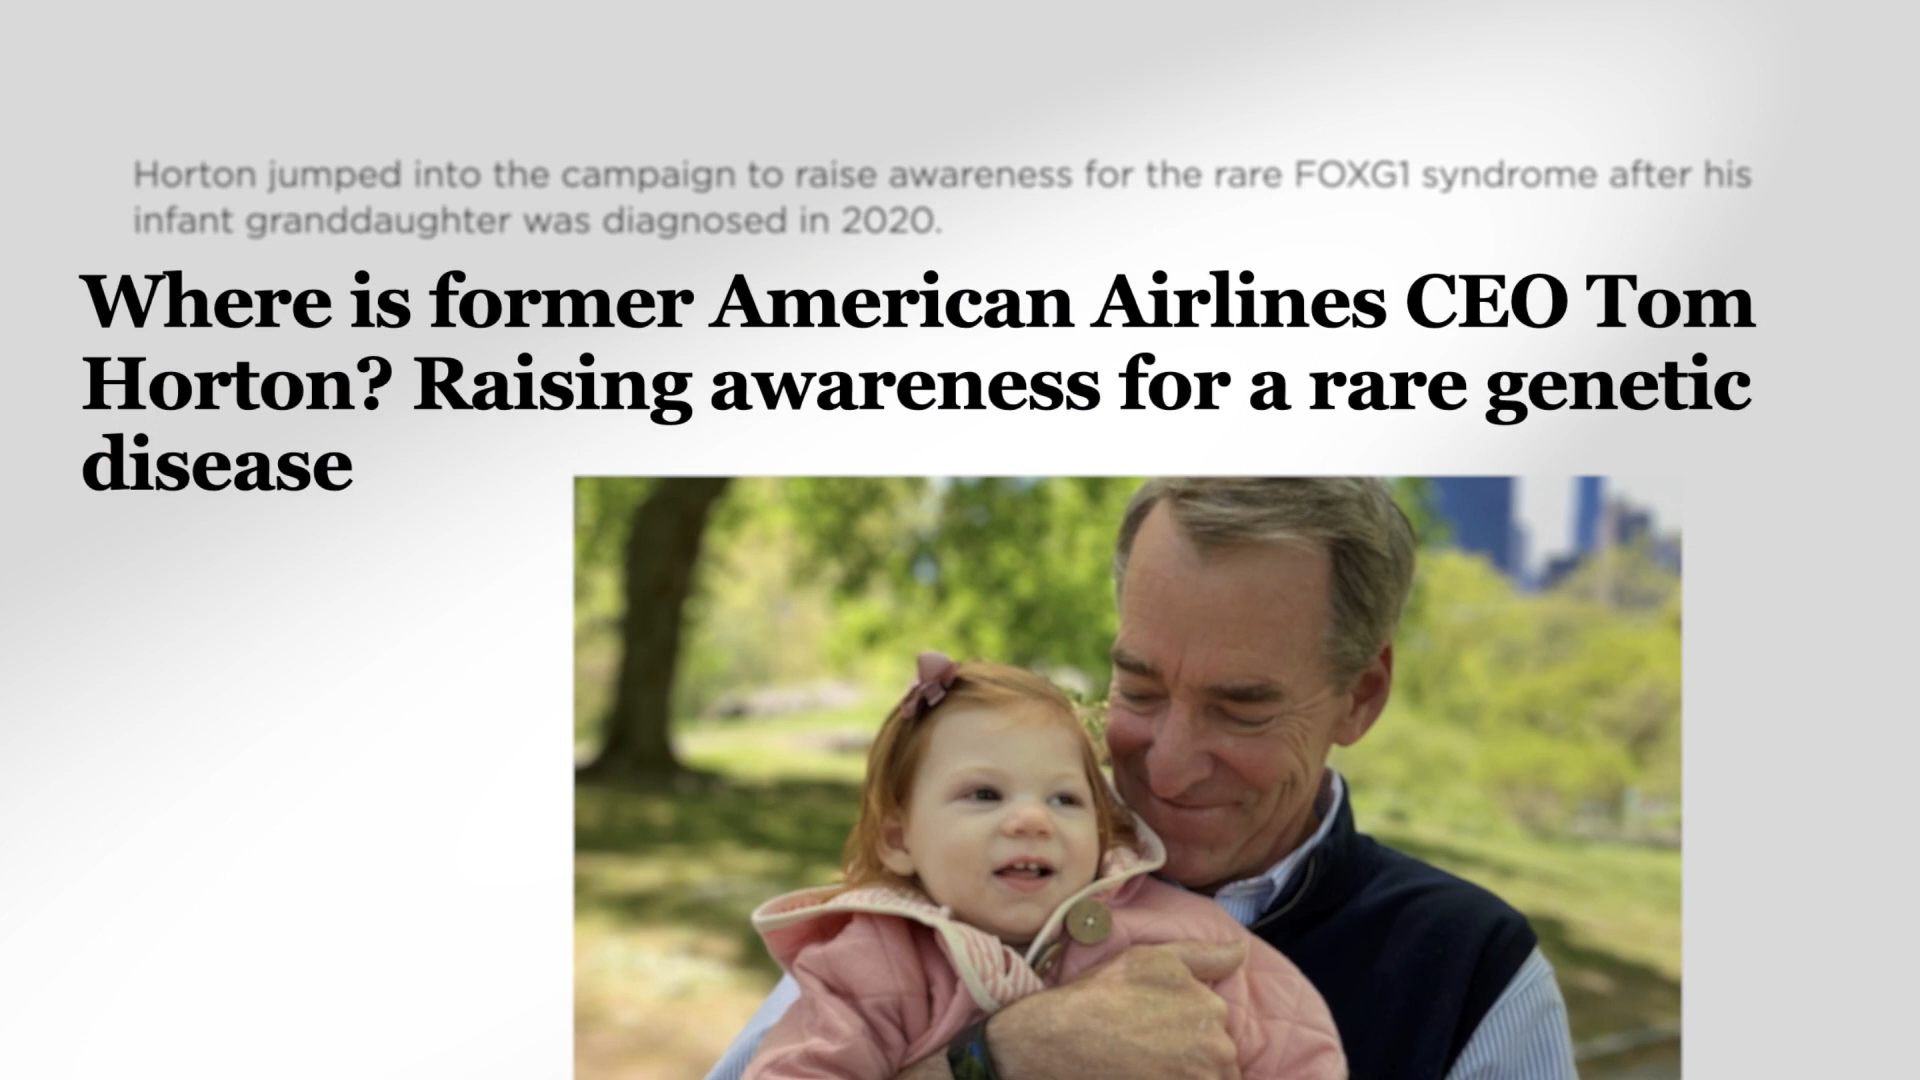 Horton jumped into the campaign to raise awareness for the rare FOXG1 syndrome after his
infant granddaughter was diagnosed in 2020.
Where is former American Airlines CEO Tom
Horton? Raising awareness for a rare genetic
disease